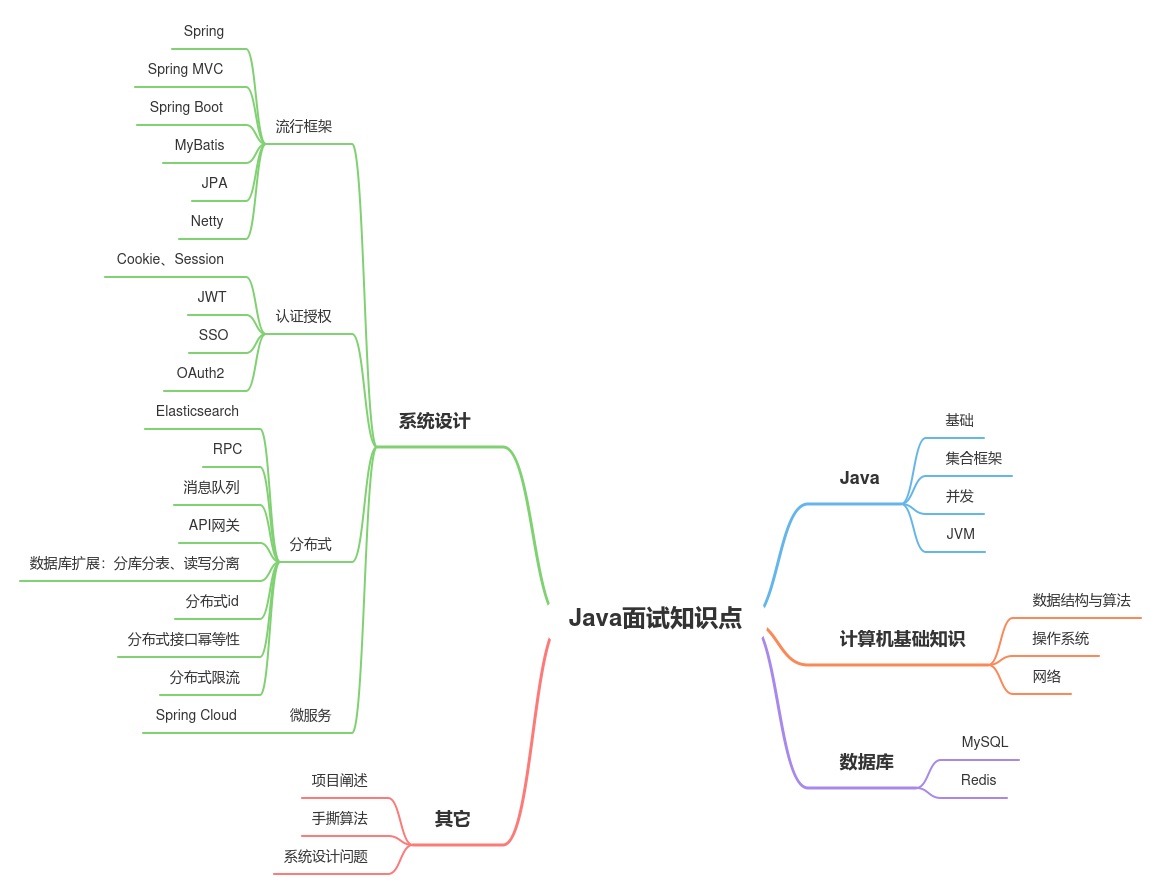 Java面试知识点
系统设计
流行框架
Spring
Spring MVC
Spring Boot
MyBatis
JPA
Netty
认证授权
Cookie、Session
JWT
SSO
OAuth2
分布式
Elasticsearch
RPC
消息队列
API网关
数据库扩展：分库分表、读写分离
分布式id
分布式接口幂等性
分布式限流
微服务
Spring Cloud
其它
项目阐述
手撕算法
系统设计问题
Java
基础
集合框架
并发
JVM
计算机基础知识
数据结构与算法
操作系统
网络
数据库
MySQL
Redis